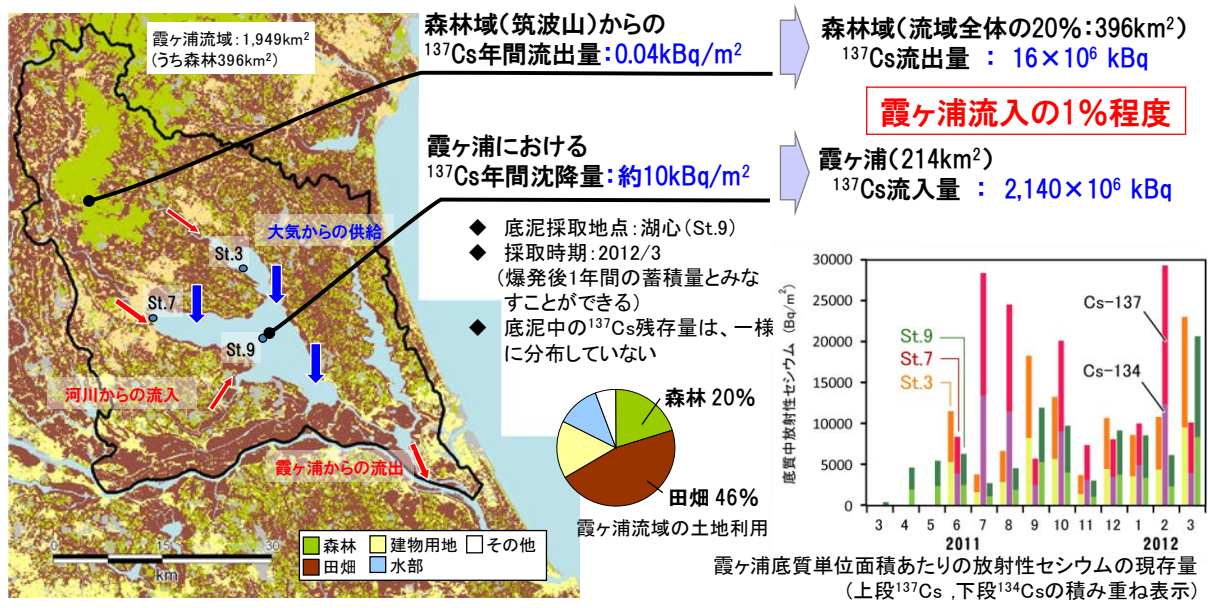 霞ヶ浦流域:1,949km²
(うち森林396km²)
森林域(筑波山)からの
¹³⁷Cs年間流出量:0.04kBq/m²
森林域(流域全体の20%:396km²)
¹³⁷Cs流出量 : 16×10⁶ kBq
霞ヶ浦流入の1%程度
霞ヶ浦における
¹³⁷Cs年間沈降量:約10kBq/m²
霞ヶ浦(214km²)
¹³⁷Cs流入量 : 2,140×10⁶ kBq
大気からの供給
St.3
St.7
St.9
河川からの流入
霞ヶ浦からの流出
0 15 30
km
◆ 底泥採取地点:湖心(St.9)
◆ 採取時期:2012/3
(爆発後1年間の蓄積量とみな
すことができる)
◆ 底泥中の¹³⁷Cs残存量は、一様
に分布していない
森林 20%
田畑 46%
霞ヶ浦流域の土地利用
森林 建物用地 その他
田畑 水部
底質中放射性セシウム (Bq/m²)
30000
25000
20000
15000
10000
5000
0
St.9
St.7
St.3
Cs-137
Cs-134
3 4 5 6 7 8 9 10 11 12 1 2 3
2011 2012
霞ヶ浦底質単位面積あたりの放射性セシウムの現存量
(上段¹³⁷Cs ,下段¹³⁴Csの積み重ね表示)